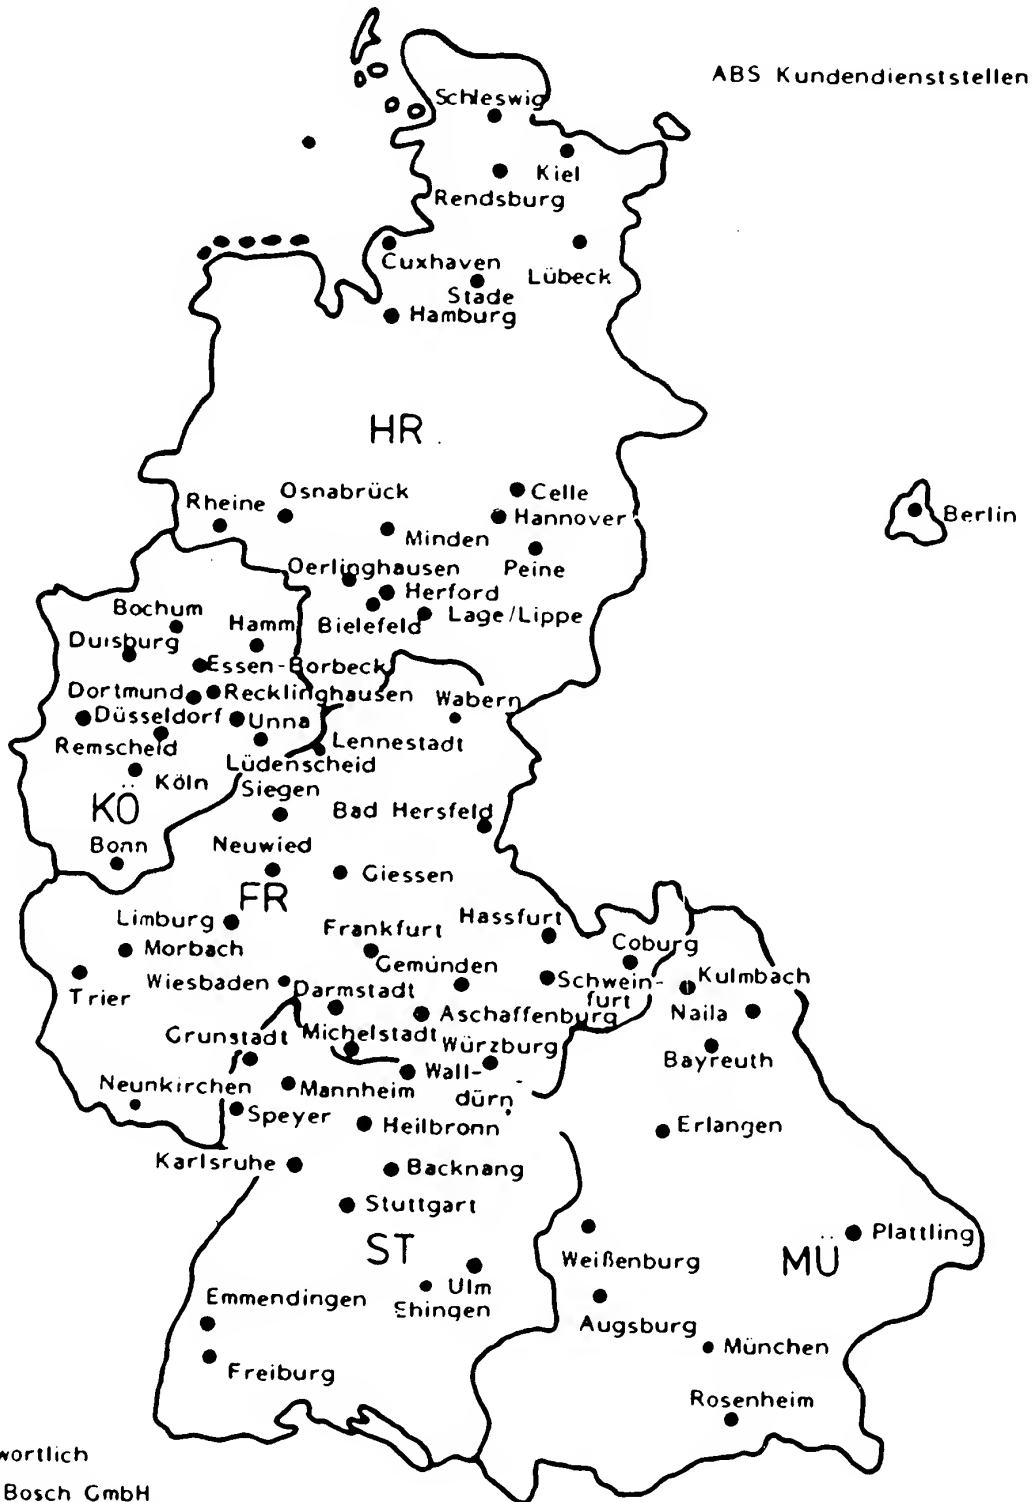 ABS Kundendienststellen
Schleswig
Kiel
Rendsburg
Cuxhaven
Lübeck
Stade
Hamburg
HR
Osnabrück
Celle
Rheine
Hannover
Berlin
Minden
Oerlinghausen
Peine
Herford
Bochum
Hamm
Bielefeld
Lage/Lippe
Duisburg
Essen-Borbeck
Dortmund
Recklinghausen
Wabern
Düsseldorf
Unna
Remscheid
Lennestadt
Lüdenscheid
Köln
Siegen
KÖ
Bad Hersfeld
Bonn
Neuwied
Giessen
FR
Limburg
Frankfurt
Hassfurt
Morbach
Coburg
Gemünden
Trier
Wiesbaden
Darmstadt
Schwein-
furt
Kulmbach
Aschaffenburg
Naila
Grunstadt
Michelstadt
Würzburg
Bayreuth
Neunkirchen
Mannheim
Wall-
dürn
Speyer
Heilbronn
Erlangen
Karlsruhe
Backnang
Stuttgart
ST
Weißenburg
MÜ
Plattling
Ulm
Emmendingen
Ehingen
Augsburg
München
Freiburg
Rosenheim
wortlich
Bosch GmbH